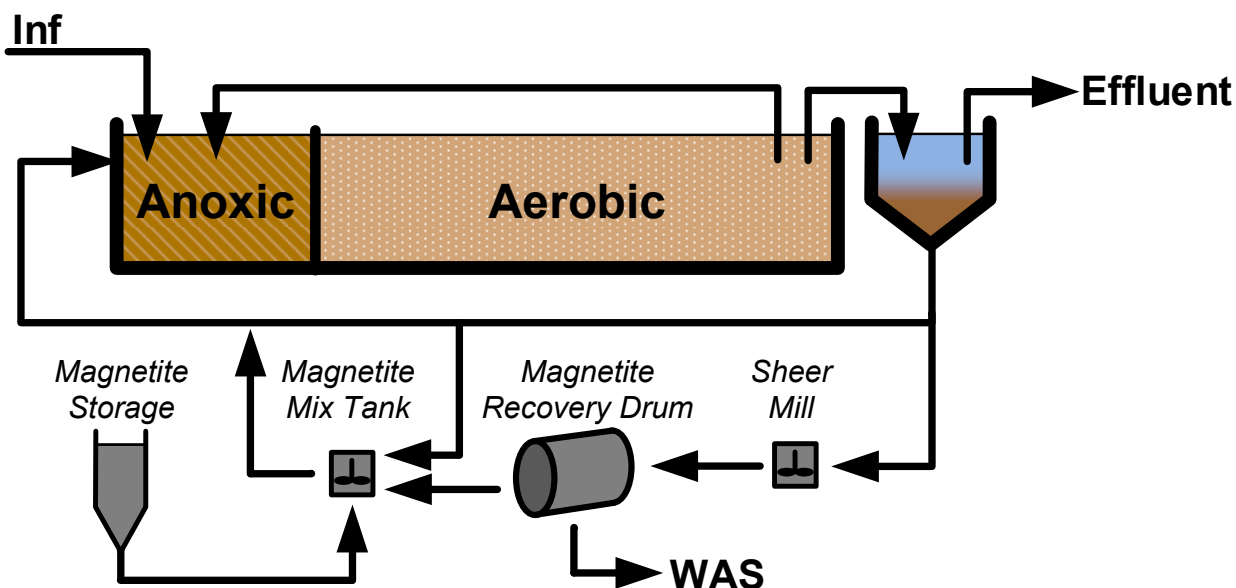 Inf
Effluent
Anoxic
Aerobic
Magnetite
Storage
Magnetite
Mix Tank
Magnetite
Recovery Drum
Sheer
Mill
WAS